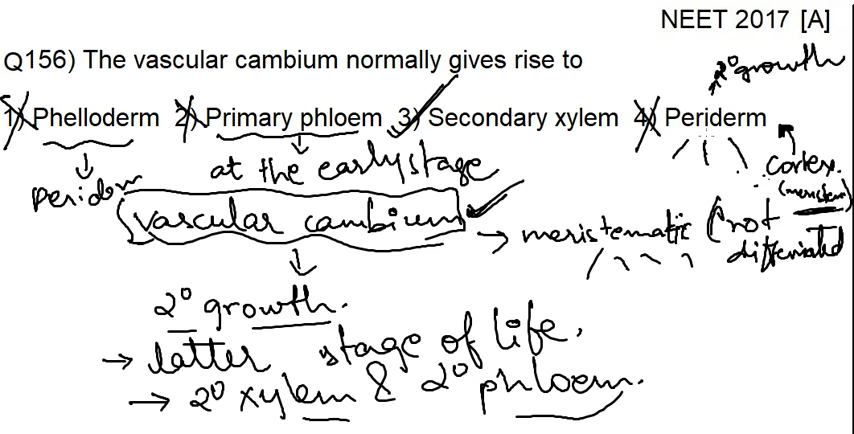 NEET 2017 [A]
Q156) The vascular cambium normally gives rise to
2° growth
1) Phelloderm 2) Primary phloem 3) Secondary xylem 4) Periderm
Periderm
at the early stage
cortex.
(meristem)
vascular cambium
→ meristematic (not
differentiated
2° growth.
→ latter stage of life.
→ 2° xylem & 2° phloem.